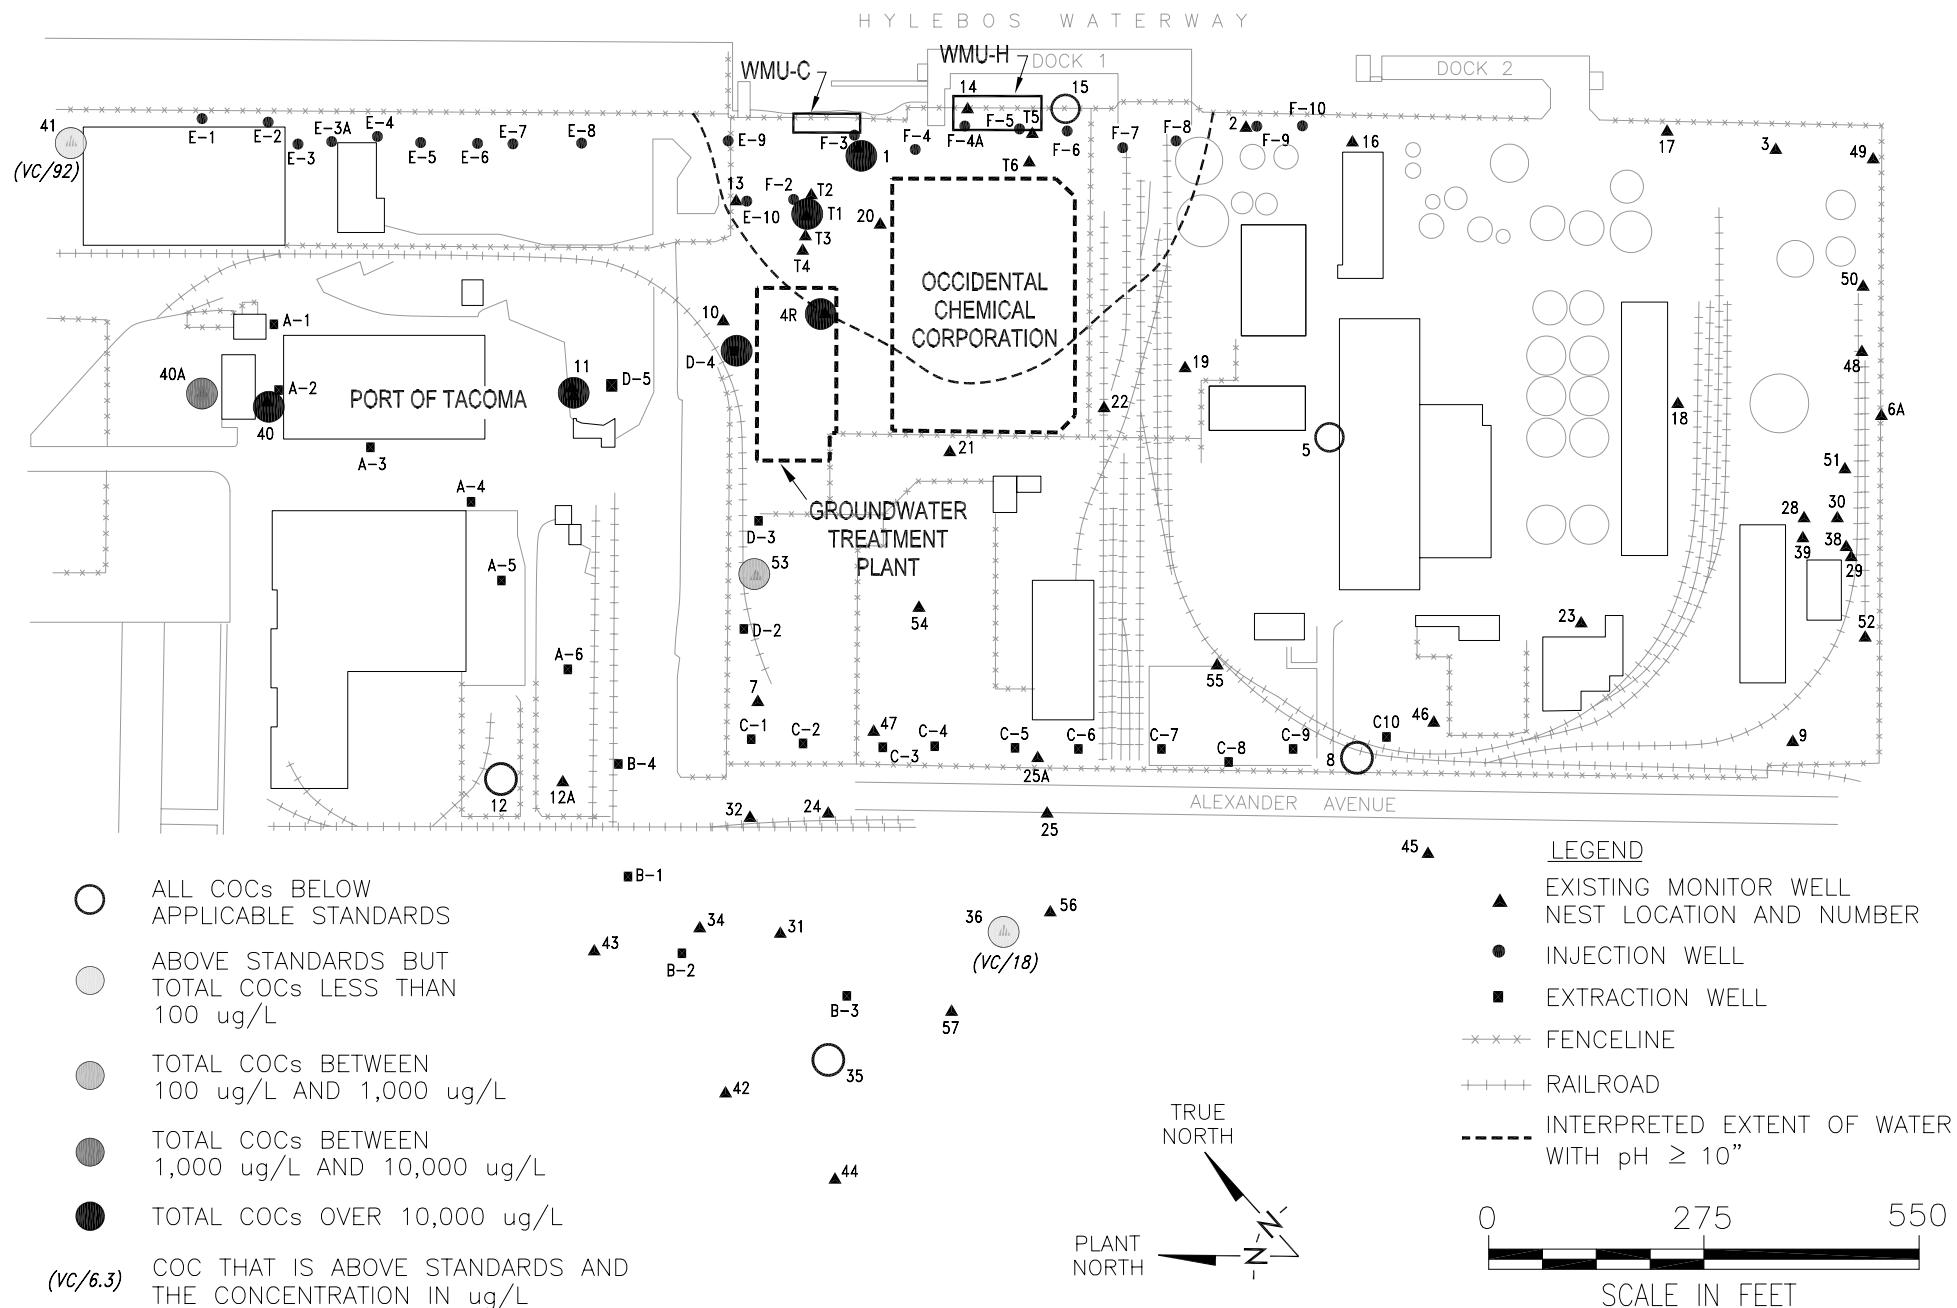 HYLEBOS WATERWAY
WMU-C
WMU-H
DOCK 1
DOCK 2
41
(VC/92)
E-1
E-2
E-3
E-3A
E-4
E-5
E-6
E-7
E-8
E-9
E-10
13
F-2
F-3
1
F-4
14
F-4A
F-5
T5
15
F-6
T6
F-7
F-8
2
F-9
F-10
16
17
3
49
T2
T1
T3
T4
20
OCCIDENTAL
CHEMICAL
CORPORATION
10
4R
D-4
A-1
40A
A-2
40
PORT OF TACOMA
11
D-5
A-3
19
22
5
18
50
48
6A
21
51
A-4
GROUNDWATER
TREATMENT
PLANT
D-3
53
A-5
28
30
39
38
29
54
D-2
23
52
A-6
55
7
C-1
C-2
47
C-3
C-4
C-5
25A
C-6
C-7
C-8
C-9
8
C10
46
9
12
12A
B-4
ALEXANDER AVENUE
32
24
25
45
B-1
34
31
43
B-2
36
(VC/18)
56
B-3
57
35
42
44
ALL COCs BELOW
APPLICABLE STANDARDS
ABOVE STANDARDS BUT
TOTAL COCs LESS THAN
100 ug/L
TOTAL COCs BETWEEN
100 ug/L AND 1,000 ug/L
TOTAL COCs BETWEEN
1,000 ug/L AND 10,000 ug/L
TOTAL COCs OVER 10,000 ug/L
(VC/6.3)
COC THAT IS ABOVE STANDARDS AND
THE CONCENTRATION IN ug/L
TRUE
NORTH
PLANT
NORTH
N
N
LEGEND
EXISTING MONITOR WELL
NEST LOCATION AND NUMBER
INJECTION WELL
EXTRACTION WELL
FENCELINE
RAILROAD
INTERPRETED EXTENT OF WATER
WITH pH ≥ 10”
0 275 550
SCALE IN FEET